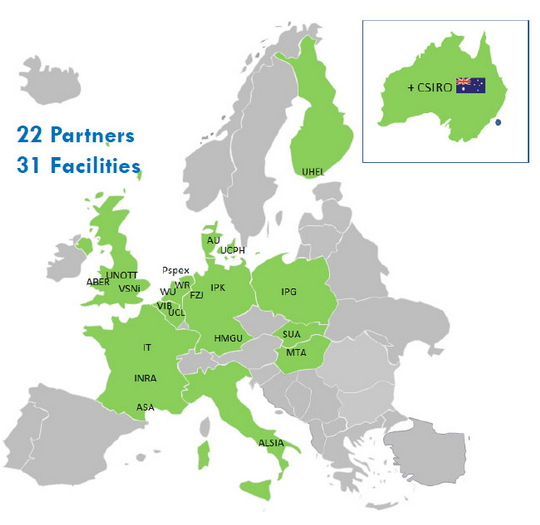 + CSIRO
22 Partners
31 Facilities
UHEL
AU
UCPH
Pspex
UNOTT
ABER
VSNi
WU
WR
FZJ
IPK
IPG
VIB
UCL
SUA
HMGU
IT
MTA
INRA
ASA
ALSIA